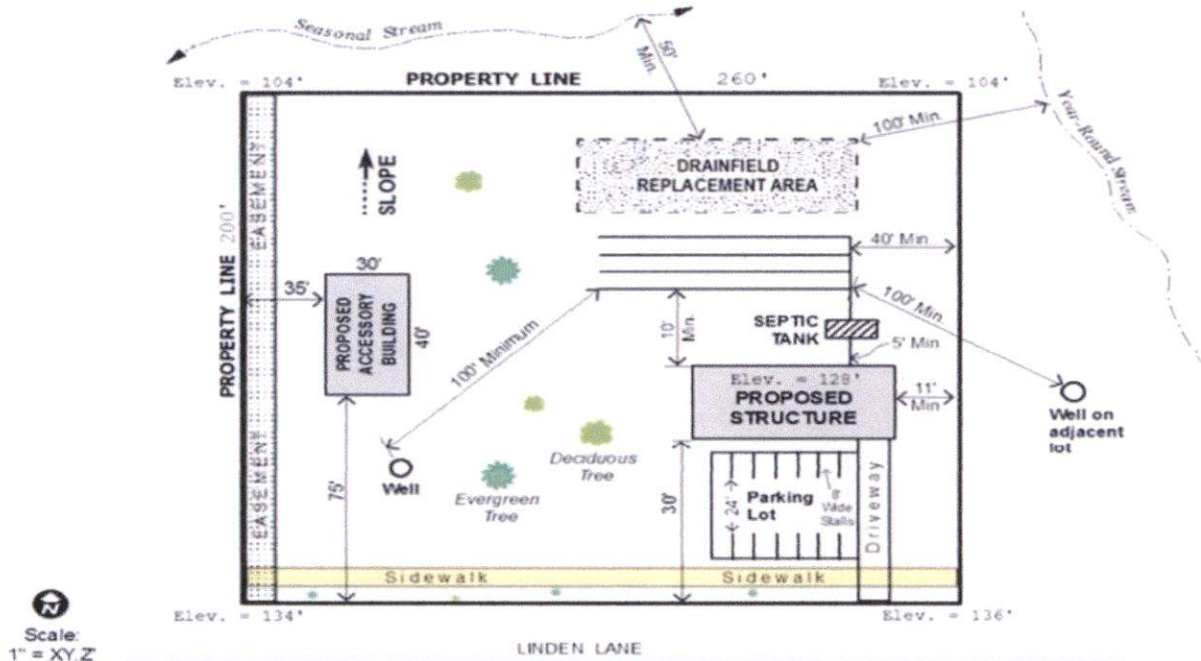 Seasonal Stream
Elev. = 104'
PROPERTY LINE 260'
Elev. = 104'
50' Min.
100' Min.
Year-Round Stream
EASEMENT
SLOPE
DRAINFIELD
REPLACEMENT AREA
PROPERTY LINE 200'
40' Min
30'
35'
PROPOSED
ACCESSORY
BUILDING
40'
100' Minimum
10' Min.
SEPTIC
TANK
100' Min.
5' Min
Elev. = 128'
PROPOSED
STRUCTURE
11'
Min
Well on
adjacent
lot
EASEMENT
75'
Well
Evergreen
Tree
Deciduous
Tree
30'
24'
Parking
Lot
Wide
Stalls
Driveway
Sidewalk
Sidewalk
Elev. = 134'
Elev. = 136'
N
Scale:
1" = XY.Z'
LINDEN LANE